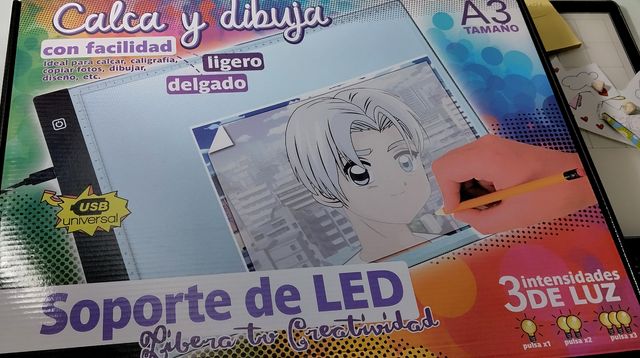 Calca y dibuja
con facilidad
Ideal para calcar, caligrafía,
copiar fotos, dibujar,
diseño, etc.
ligero
delgado
A3
TAMAÑO
USB
universal
Soporte de LED
Libera tu Creatividad
3 intensidades
DE LUZ
pulsa x1
pulsa x2
pulsa x3